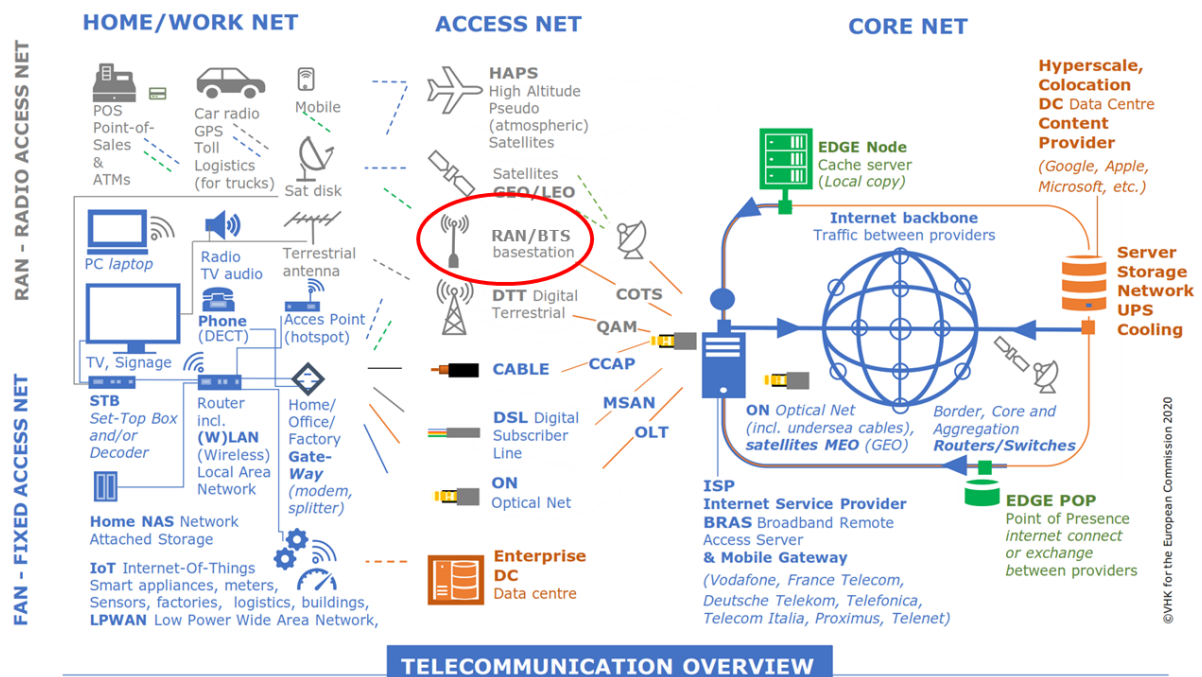 HOME/WORK NET
ACCESS NET
CORE NET
RAN - RADIO ACCESS NET
FAN - FIXED ACCESS NET
POS
Point-of-
Sales
&
ATMs
Car radio
GPS
Toll
Logistics
(for trucks)
Mobile
Sat disk
PC laptop
Radio
TV audio
Terrestrial
antenna
Phone
(DECT)
Acces Point
(hotspot)
TV, Signage
STB
Set-Top Box
and/or
Decoder
Router
incl.
(W)LAN
(Wireless)
Local Area
Network
Home/
Office/
Factory
Gate-
Way
(modem,
splitter)
Home NAS Network
Attached Storage
IoT Internet-Of-Things
Smart appliances, meters,
Sensors, factories, logistics, buildings,
LPWAN Low Power Wide Area Network,
HAPS
High Altitude
Pseudo
(atmospheric)
Satellites
Satellites
GEO/LEO
RAN/BTS
basestation
DTT Digital
Terrestrial
CABLE
DSL Digital
Subscriber
Line
ON
Optical Net
Enterprise
DC
Data centre
COTS
QAM
CCAP
MSAN
OLT
EDGE Node
Cache server
(Local copy)
Internet backbone
Traffic between providers
Hyperscale,
Colocation
DC Data Centre
Content
Provider
(Google, Apple,
Microsoft, etc.)
Server
Storage
Network
UPS
Cooling
ON Optical Net
(incl. undersea cables),
satellites MEO (GEO)
Border, Core and
Aggregation
Routers/Switches
ISP
Internet Service Provider
BRAS Broadband Remote
Access Server
& Mobile Gateway
(Vodafone, France Telecom,
Deutsche Telekom, Telefonica,
Telecom Italia, Proximus, Telenet)
EDGE POP
Point of Presence
internet connect
or exchange
between providers
©VHK for the European Commission 2020
TELECOMMUNICATION OVERVIEW